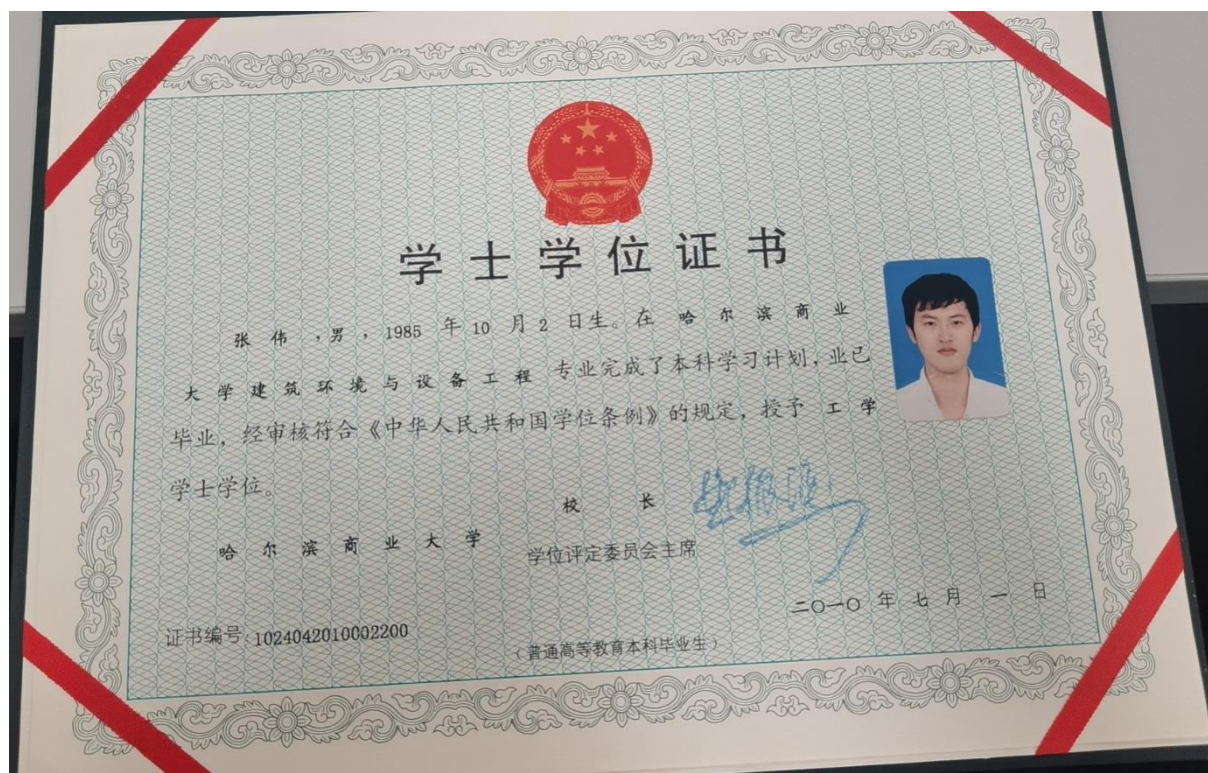 学士学位证书
张伟，男，1985 年 10 月 2 日生。在 哈尔滨商业
大学建筑环境与设备工程 专业完成了本科学习计划，业已
毕业，经审核符合《中华人民共和国学位条例》的规定，授予 工学
学士学位。
校长
哈尔滨商业大学
学位评定委员会主席
二〇一〇年七月一日
证书编号：1024042010002200
（普通高等教育本科毕业生）